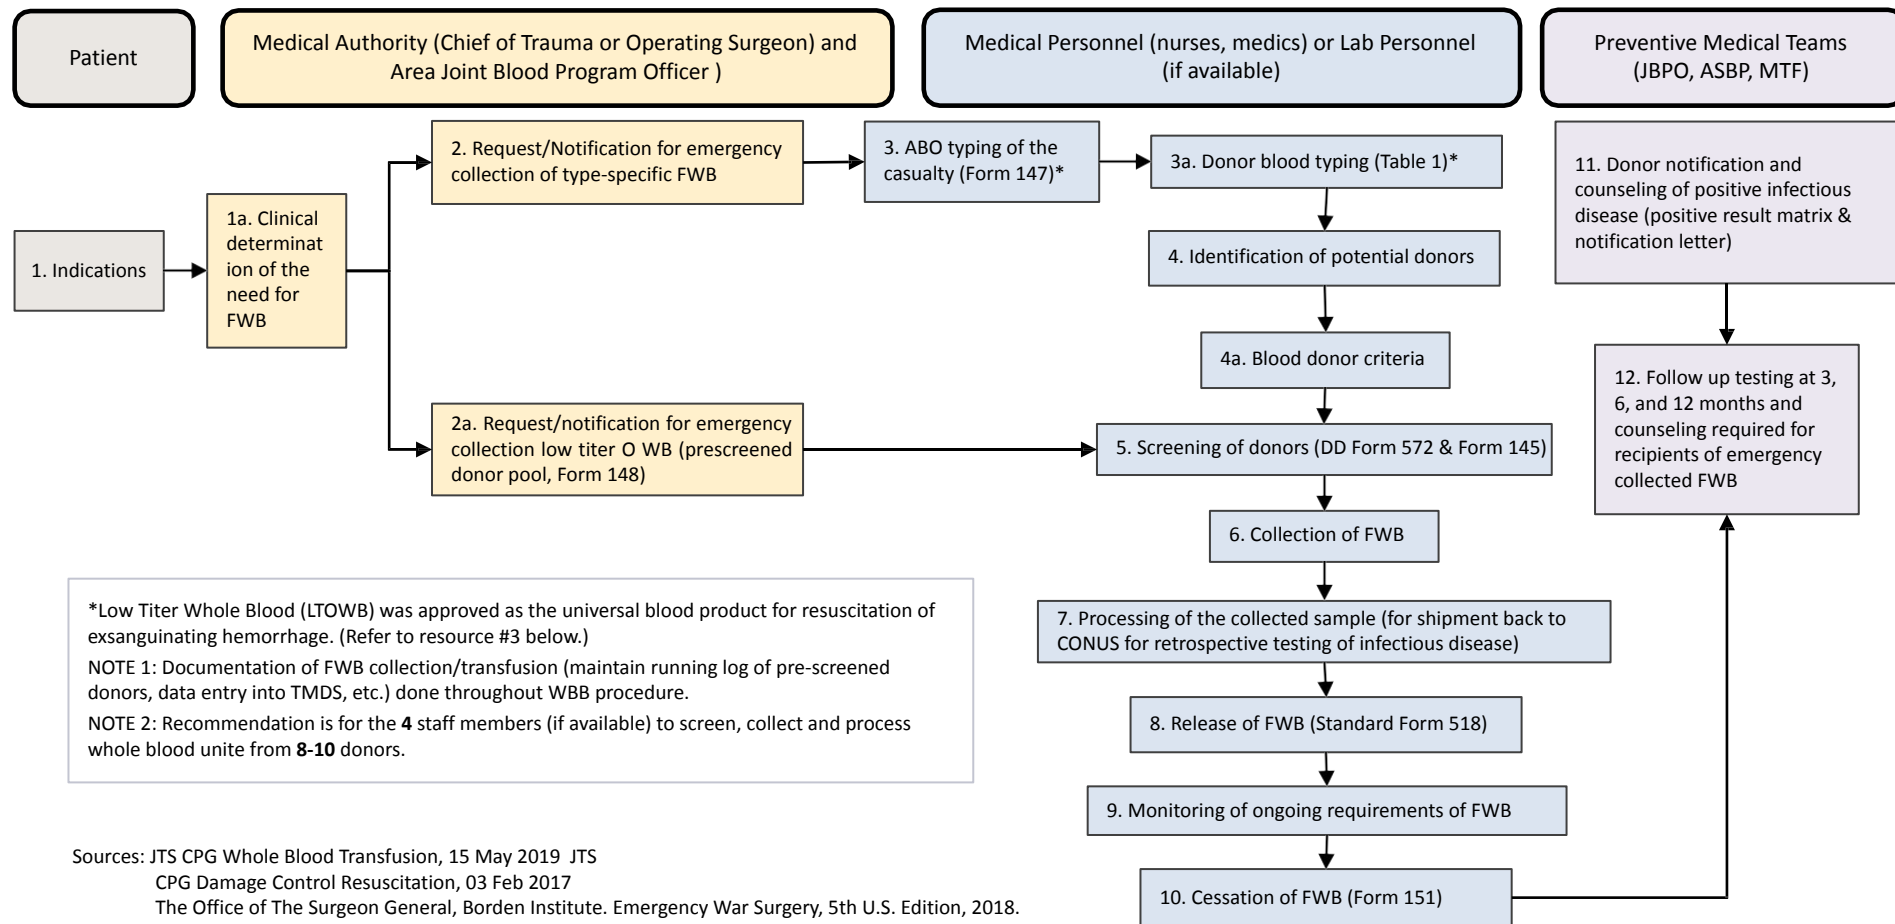 Patient
Medical Authority (Chief of Trauma or Operating Surgeon) and
Area Joint Blood Program Officer )
Medical Personnel (nurses, medics) or Lab Personnel
(if available)
Preventive Medical Teams
(JBPO, ASBP, MTF)
1. Indications
1a. Clinical
determinat
ion of the
need for
FWB
2. Request/Notification for emergency
collection of type-specific FWB
2a. Request/notification for emergency
collection low titer O WB (prescreened
donor pool, Form 148)
3. ABO typing of the
casualty (Form 147)*
3a. Donor blood typing (Table 1)*
4. Identification of potential donors
4a. Blood donor criteria
5. Screening of donors (DD Form 572 & Form 145)
6. Collection of FWB
7. Processing of the collected sample (for shipment back to
CONUS for retrospective testing of infectious disease)
8. Release of FWB (Standard Form 518)
9. Monitoring of ongoing requirements of FWB
10. Cessation of FWB (Form 151)
11. Donor notification and
counseling of positive infectious
disease (positive result matrix &
notification letter)
12. Follow up testing at 3,
6, and 12 months and
counseling required for
recipients of emergency
collected FWB
*Low Titer Whole Blood (LTOWB) was approved as the universal blood product for resuscitation of
exsanguinating hemorrhage. (Refer to resource #3 below.)
NOTE 1: Documentation of FWB collection/transfusion (maintain running log of pre-screened
donors, data entry into TMDS, etc.) done throughout WBB procedure.
NOTE 2: Recommendation is for the 4 staff members (if available) to screen, collect and process
whole blood unite from 8-10 donors.
Sources: JTS CPG Whole Blood Transfusion, 15 May 2019 JTS
CPG Damage Control Resuscitation, 03 Feb 2017
The Office of The Surgeon General, Borden Institute. Emergency War Surgery, 5th U.S. Edition, 2018.